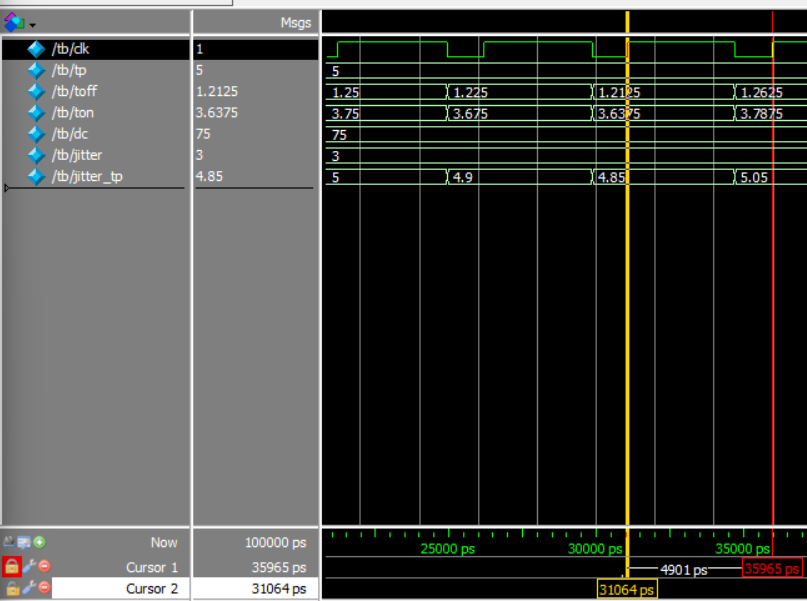 Msgs
/tb/clk 1
/tb/tp 5 5
/tb/toff 1.2125 1.25 1.225 1.2125 1.2625
/tb/ton 3.6375 3.75 3.675 3.6375 3.7875
/tb/dc 75 75
/tb/jitter 3 3
/tb/jitter_tp 4.85 5 4.9 4.85 5.05
Now 100000 ps 25000 ps 30000 ps 35000 ps
Cursor 1 35965 ps 4901 ps 35965 ps
Cursor 2 31064 ps 31064 ps